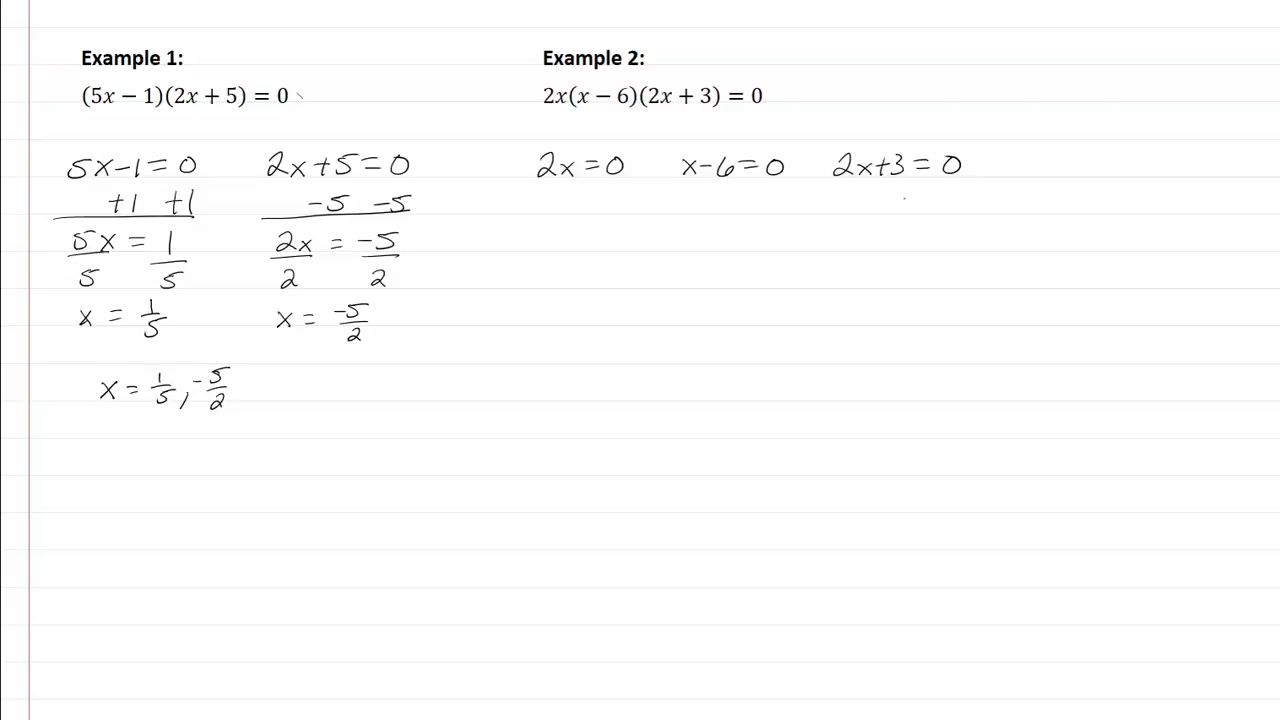 Example 1:
(5x − 1)(2x + 5) = 0
5x-1=0 2x+5=0
+1 +1 -5 -5
5x = 1 2x = -5
5 5 2 2
x = 1/5 x = -5/2
x = 1/5, -5/2
Example 2:
2x(x − 6)(2x + 3) = 0
2x=0 x-6=0 2x+3=0